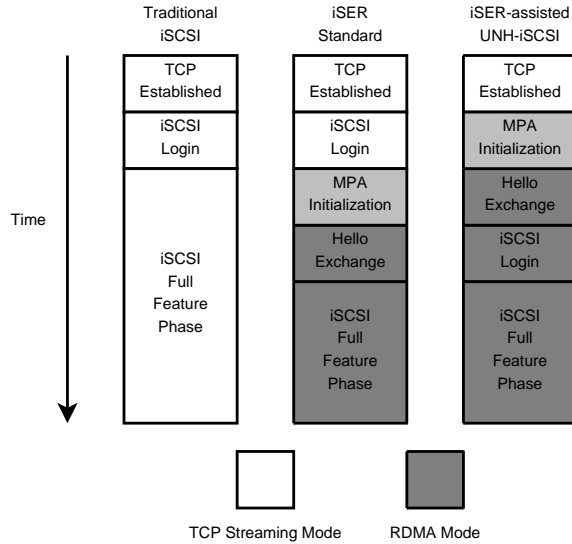 Traditional
iSCSI
iSER
Standard
iSER-assisted
UNH-iSCSI
Time
TCP
Established
iSCSI
Login
iSCSI
Full
Feature
Phase
TCP
Established
iSCSI
Login
MPA
Initialization
Hello
Exchange
iSCSI
Full
Feature
Phase
TCP
Established
MPA
Initialization
Hello
Exchange
iSCSI
Login
iSCSI
Full
Feature
Phase
TCP Streaming Mode
RDMA Mode